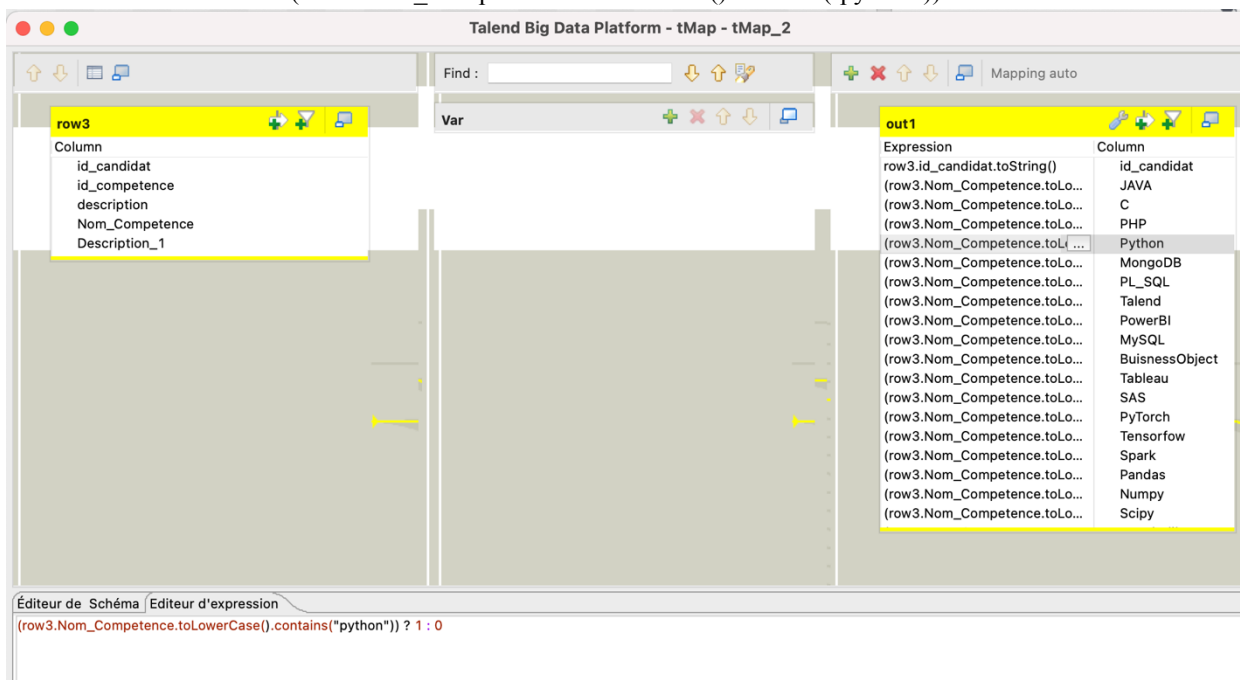 Talend Big Data Platform - tMap - tMap_2
Find :
Mapping auto
row3
Column
id_candidat
id_competence
description
Nom_Competence
Description_1
Var
out1
Expression Column
row3.id_candidat.toString() id_candidat
(row3.Nom_Competence.toLo... JAVA
(row3.Nom_Competence.toLo... C
(row3.Nom_Competence.toLo... PHP
(row3.Nom_Competence.toL ... Python
(row3.Nom_Competence.toLo... MongoDB
(row3.Nom_Competence.toLo... PL_SQL
(row3.Nom_Competence.toLo... Talend
(row3.Nom_Competence.toLo... PowerBI
(row3.Nom_Competence.toLo... MySQL
(row3.Nom_Competence.toLo... BuisnessObject
(row3.Nom_Competence.toLo... Tableau
(row3.Nom_Competence.toLo... SAS
(row3.Nom_Competence.toLo... PyTorch
(row3.Nom_Competence.toLo... Tensorfow
(row3.Nom_Competence.toLo... Spark
(row3.Nom_Competence.toLo... Pandas
(row3.Nom_Competence.toLo... Numpy
(row3.Nom_Competence.toLo... Scipy
Éditeur de Schéma Editeur d'expression
(row3.Nom_Competence.toLowerCase().contains("python")) ? 1 : 0